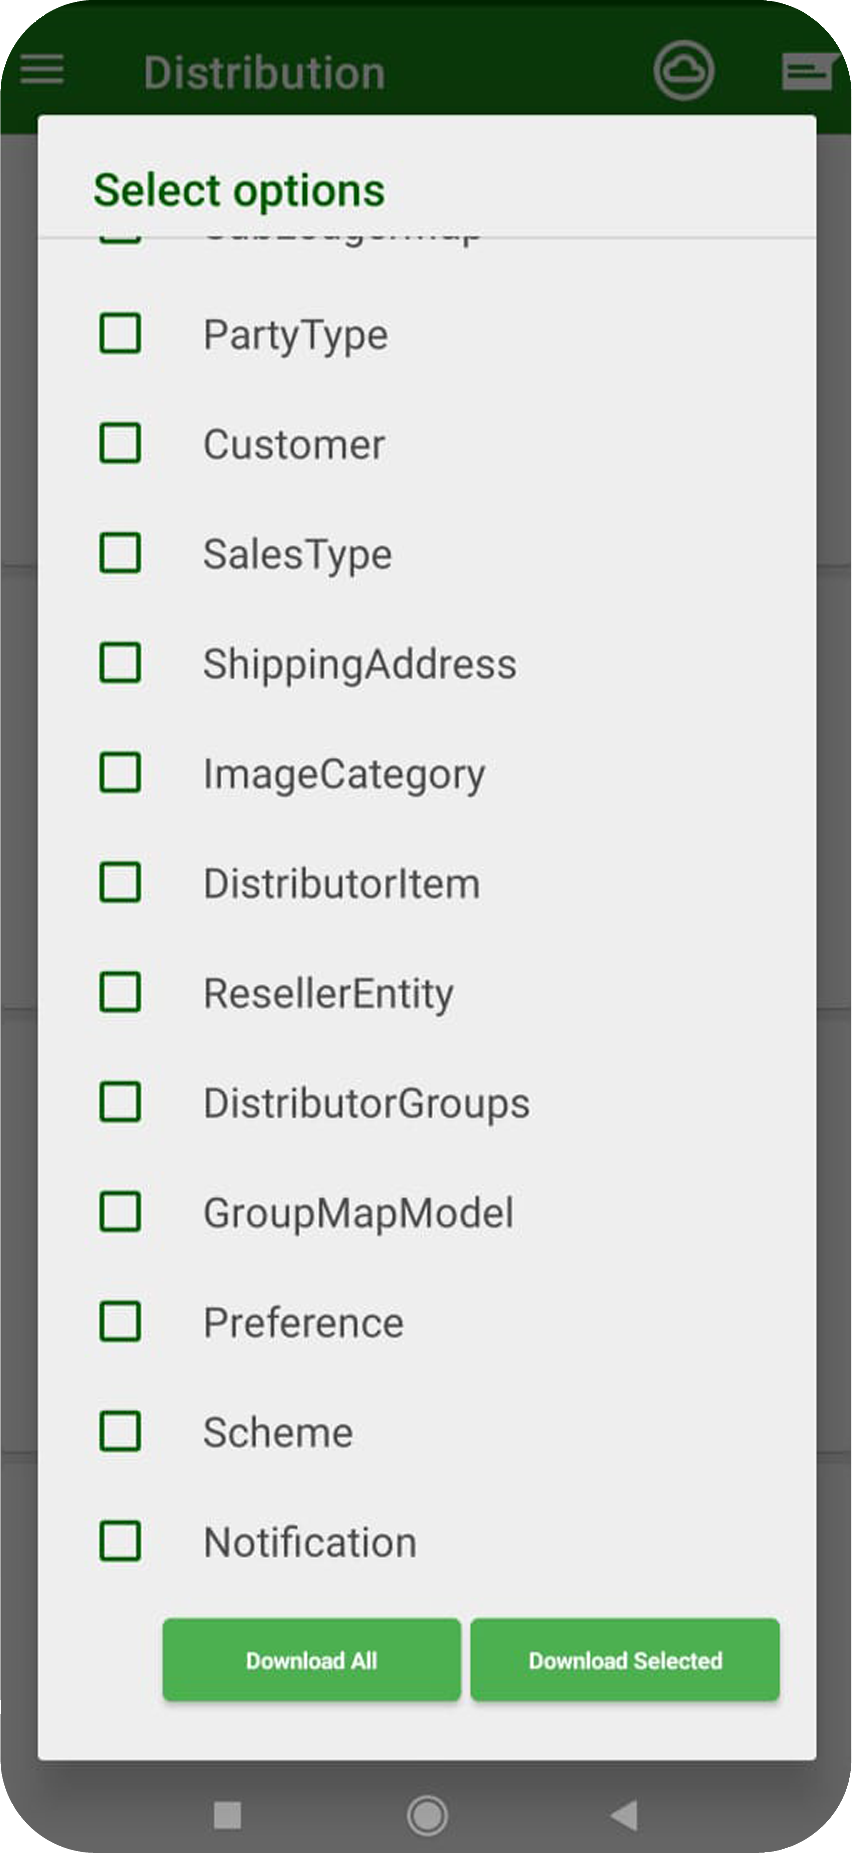 Distribution
Select options
PartyType
Customer
SalesType
ShippingAddress
ImageCategory
DistributorItem
ResellerEntity
DistributorGroups
GroupMapModel
Preference
Scheme
Notification
Download All
Download Selected